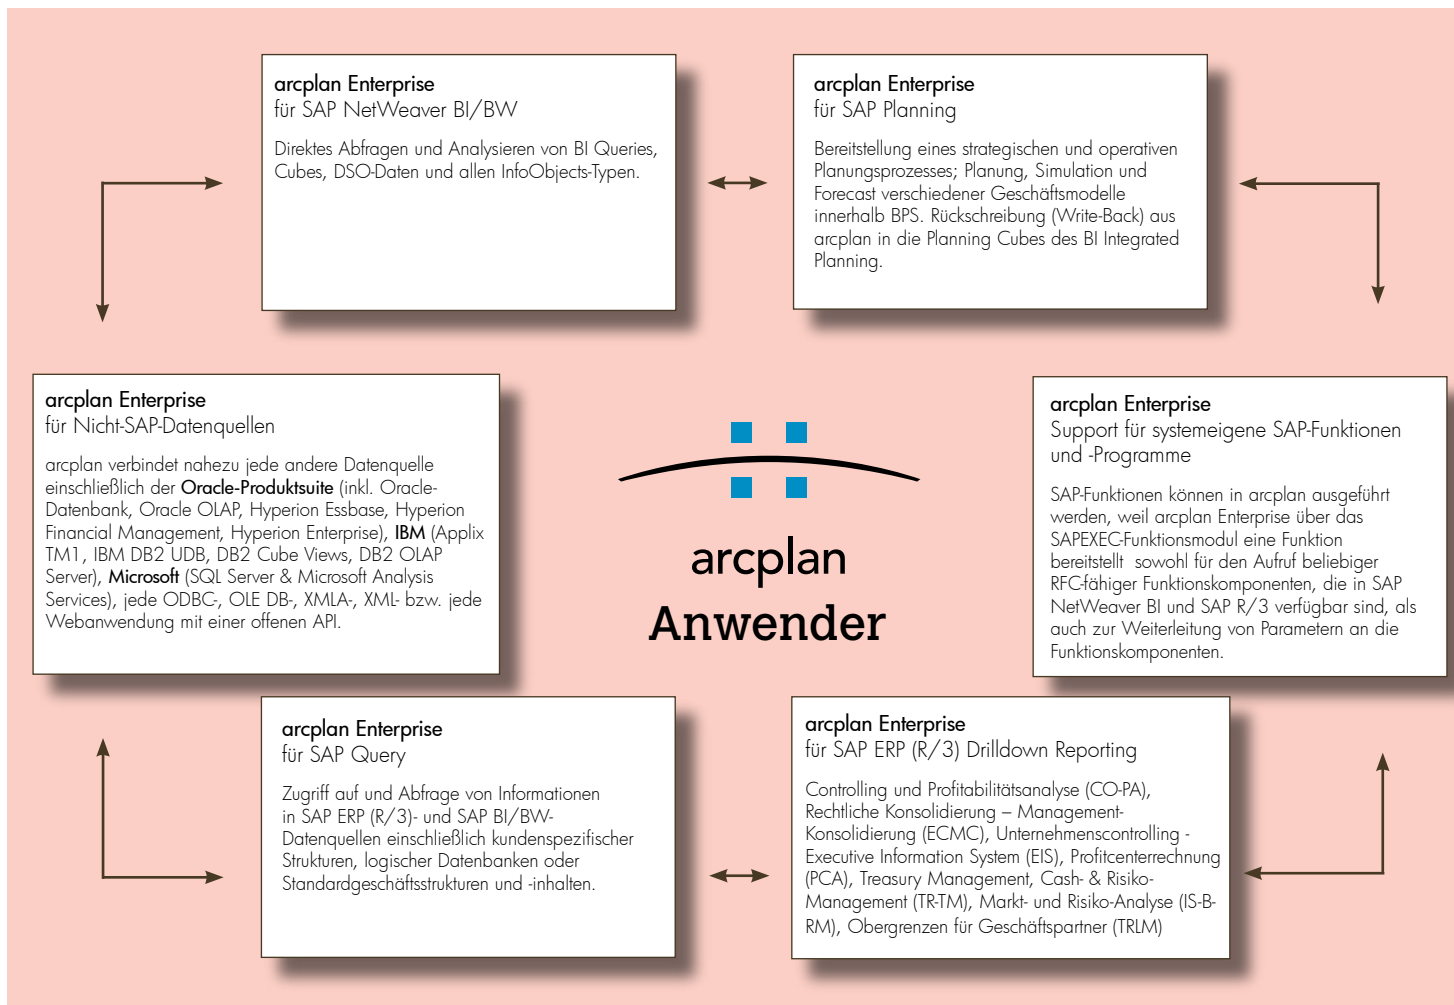 arcplan Enterprise
für SAP NetWeaver BI/BW
Direktes Abfragen und Analysieren von BI Queries,
Cubes, DSO-Daten und allen InfoObjects-Typen.
arcplan Enterprise
für SAP Planning
Bereitstellung eines strategischen und operativen
Planungsprozesses; Planung, Simulation und
Forecast verschiedener Geschäftsmodelle
innerhalb BPS. Rückschreibung (Write-Back) aus
arcplan in die Planning Cubes des BI Integrated
Planning.
arcplan Enterprise
für Nicht-SAP-Datenquellen
arcplan verbindet nahezu jede andere Datenquelle
einschließlich der Oracle-Produktsuite (inkl. Oracle-
Datenbank, Oracle OLAP, Hyperion Essbase, Hyperion
Financial Management, Hyperion Enterprise), IBM (Applix
TM1, IBM DB2 UDB, DB2 Cube Views, DB2 OLAP
Server), Microsoft (SQL Server & Microsoft Analysis
Services), jede ODBC-, OLE DB-, XMLA-, XML- bzw. jede
Webanwendung mit einer offenen API.
arcplan
Anwender
arcplan Enterprise
Support für systemeigene SAP-Funktionen
und -Programme
SAP-Funktionen können in arcplan ausgeführt
werden, weil arcplan Enterprise über das
SAPEXEC-Funktionsmodul eine Funktion
bereitstellt sowohl für den Aufruf beliebiger
RFC-fähiger Funktionskomponenten, die in SAP
NetWeaver BI und SAP R/3 verfügbar sind, als
auch zur Weiterleitung von Parametern an die
Funktionskomponenten.
arcplan Enterprise
für SAP Query
Zugriff auf und Abfrage von Informationen
in SAP ERP (R/3)- und SAP BI/BW-
Datenquellen einschließlich kundenspezifischer
Strukturen, logischer Datenbanken oder
Standardgeschäftsstrukturen und -inhalten.
arcplan Enterprise
für SAP ERP (R/3) Drilldown Reporting
Controlling und Profitabilitätsanalyse (CO-PA),
Rechtliche Konsolidierung – Management-
Konsolidierung (ECMC), Unternehmenscontrolling -
Executive Information System (EIS), Profitcenterrechnung
(PCA), Treasury Management, Cash- & Risiko-
Management (TR-TM), Markt- und Risiko-Analyse (IS-B-
RM), Obergrenzen für Geschäftspartner (TRLM)